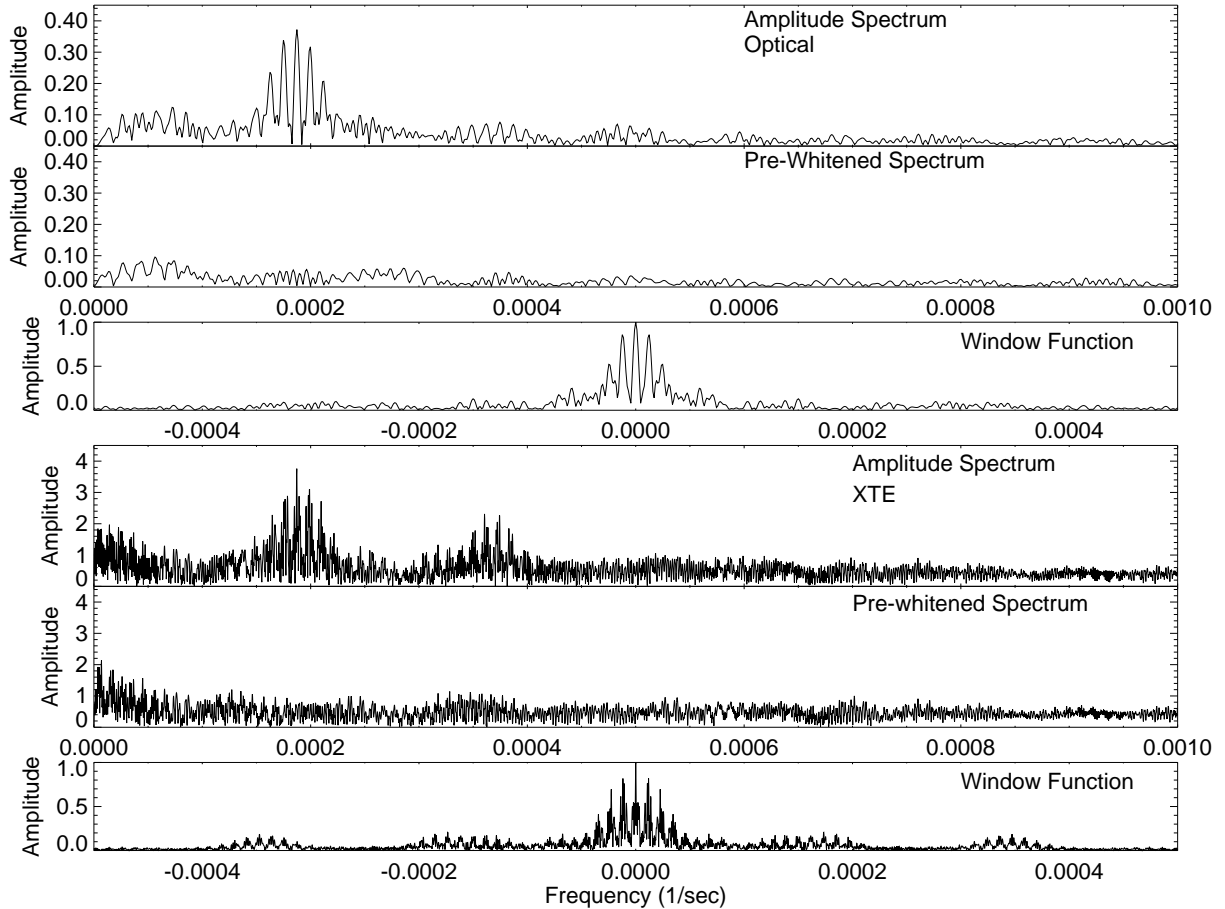 Amplitude Spectrum
Optical
0.40
0.30
0.20
0.10
0.00
Amplitude
Pre-Whitened Spectrum
0.40
0.30
0.20
0.10
0.00
Amplitude
0.0000 0.0002 0.0004 0.0006 0.0008 0.0010
Window Function
1.0
0.5
0.0
Amplitude
-0.0004 -0.0002 0.0000 0.0002 0.0004
Amplitude Spectrum
XTE
4
3
2
1
0
Amplitude
Pre-whitened Spectrum
4
3
2
1
0
Amplitude
0.0000 0.0002 0.0004 0.0006 0.0008 0.0010
Window Function
1.0
0.5
0.0
Amplitude
-0.0004 -0.0002 0.0000 0.0002 0.0004
Frequency (1/sec)